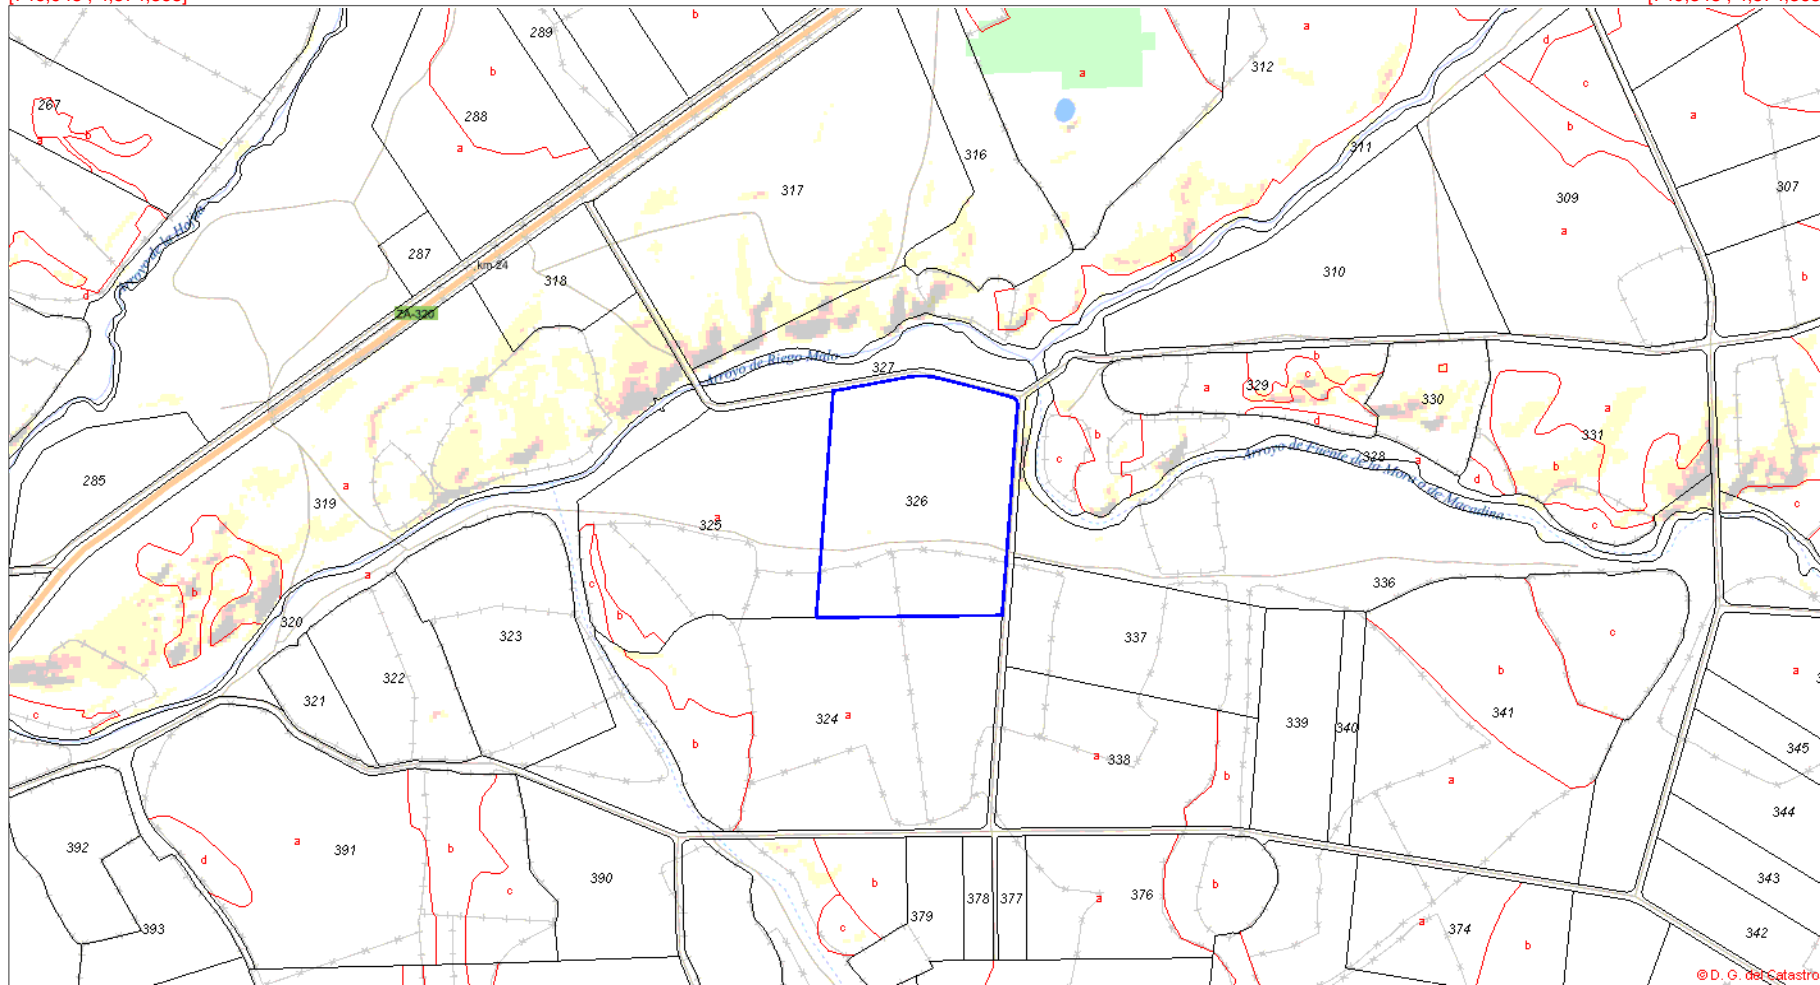 b
289
a
d
312
b
288
a
c
267
b
a
a
b
a
311
316
317
307
309
a
Arroyo de la Hojita
287
km 24
318
b
310
b
d
ZA-320
Arroyo de Riego Malo
327
b
c
329
a
330
a
331
b
d
328
a
Arroyo de Fuente de la Mora o de Mucadina
c
b
d
285
a
319
326
325
a
c
c
a
c
336
b
b
320
323
337
c
322
b
a
321
c
324
a
b
339
340
341
345
a
338
b
a
344
392
a
391
b
d
c
390
b
378
377
379
a
376
b
343
393
c
a
374
b
342
© D. G. del Catastro